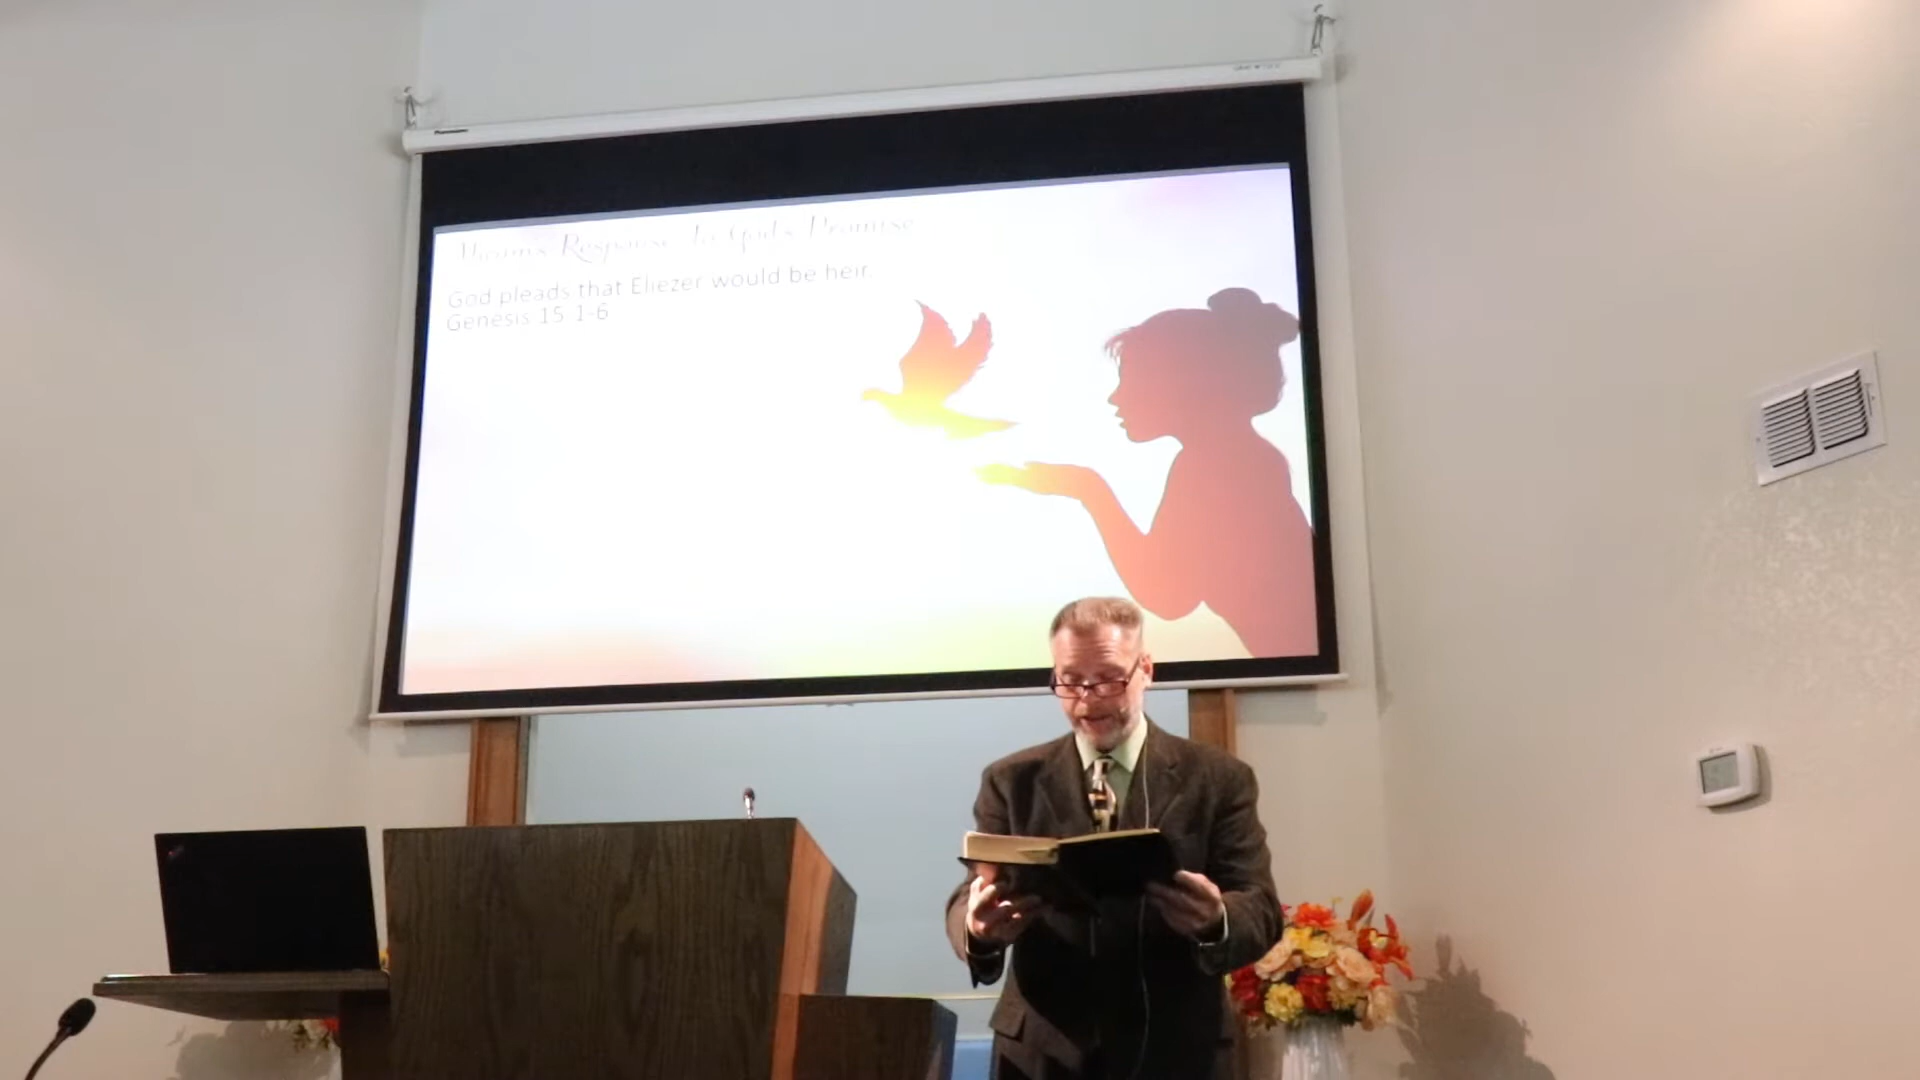 Abram's Response To God's Promise
God pleads that Eliezer would be heir.
Genesis 15:1-6